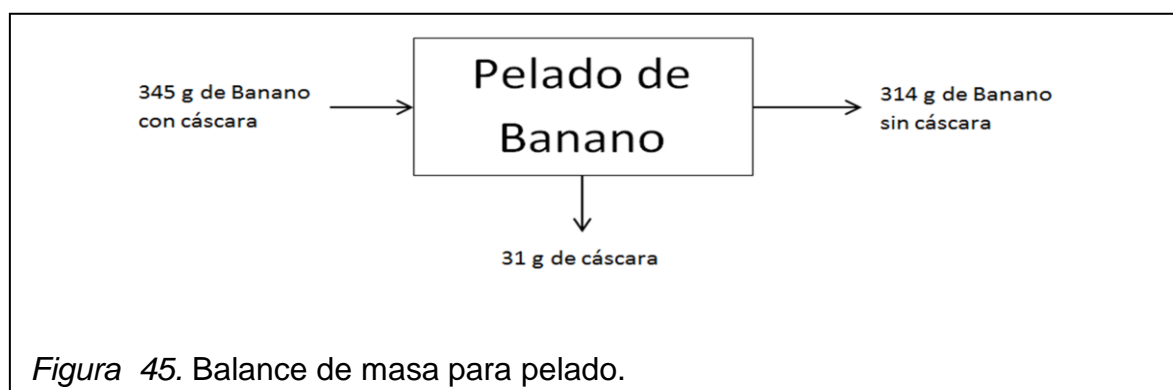 345 g de Banano
con cáscara
Pelado de
Banano
314 g de Banano
sin cáscara
31 g de cáscara
Figura 45. Balance de masa para pelado.